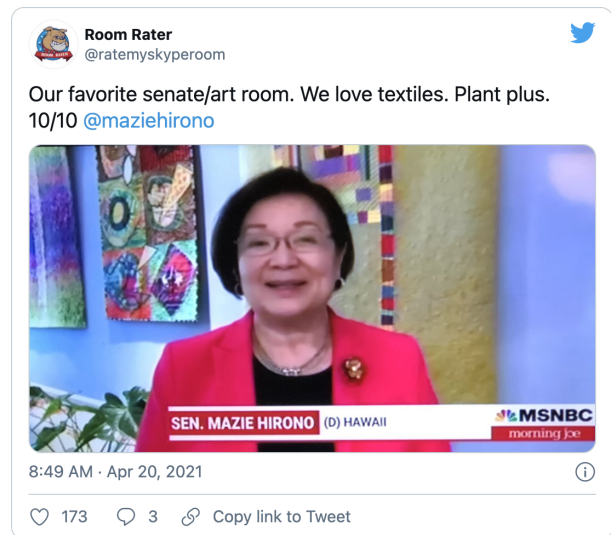 Room Rater
@ratemyskyperoom
Our favorite senate/art room. We love textiles. Plant plus.
10/10 @maziehirono
SEN. MAZIE HIRONO (D) HAWAII
MSNBC
morning joe
8:49 AM · Apr 20, 2021
173 3 Copy link to Tweet